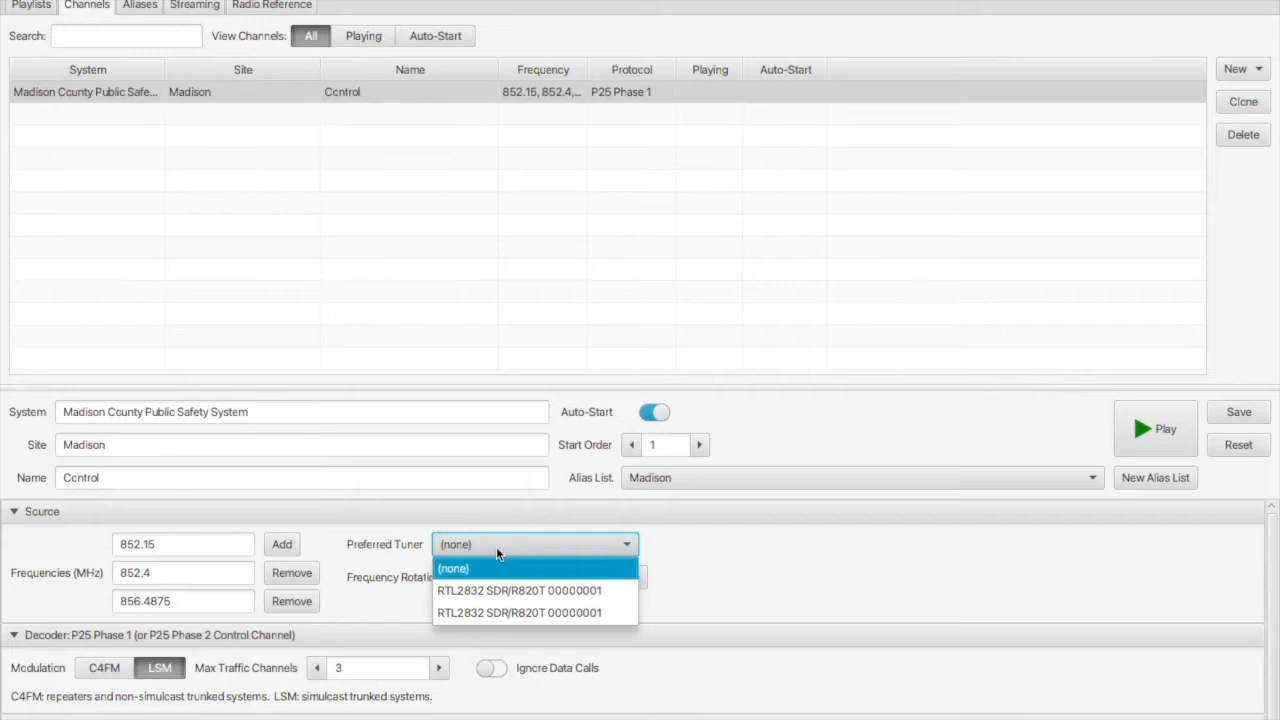 Playlists Channels Aliases Streaming Radio Reference
Search: View Channels: All Playing Auto-Start
System Site Name Frequency Protocol Playing Auto-Start New
Madison County Public Safe... Madison Control 852.15, 852.4,... P25 Phase 1
Clone
Delete
System Madison County Public Safety System Auto-Start Play Save
Site Madison Start Order 1 Reset
Name Control Alias List Madison New Alias List
Source
852.15 Add Preferred Tuner (none)
(none)
Frequencies (MHz) 852.4 Remove Frequency Rotatio
RTL2832 SDR/R820T 00000001
856.4875 Remove RTL2832 SDR/R820T 00000001
Decoder: P25 Phase 1 (or P25 Phase 2 Control Channel)
Modulation C4FM LSM Max Traffic Channels 3 Ignore Data Calls
C4FM: repeaters and non-simulcast trunked systems. LSM: simulcast trunked systems.